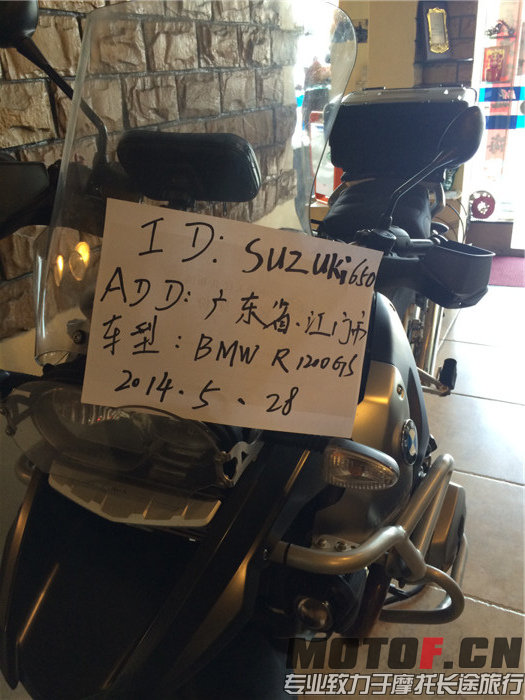 ID: SUZUKi650
ADD: 广东省、江门市
车型: BMW R1200GS
2014.5.28
MOTOF.CN
专业致力于摩托长途旅行